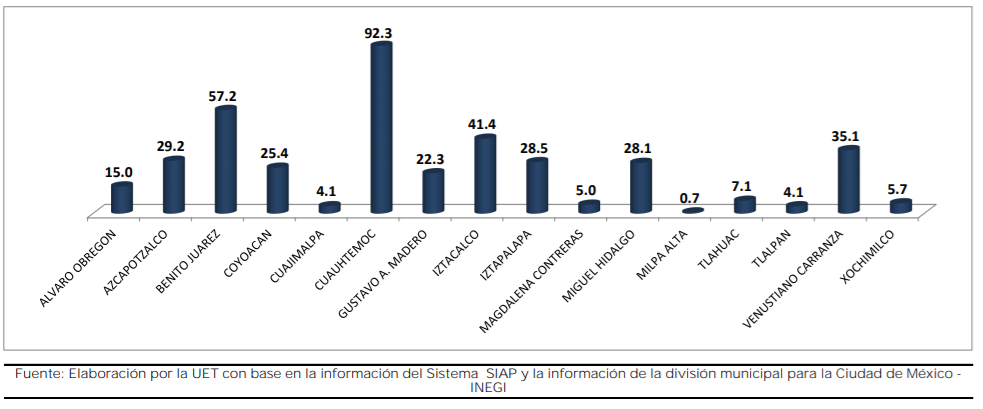 92.3
57.2
41.4
35.1
29.2
28.5
28.1
25.4
22.3
15.0
7.1
5.7
5.0
4.1
4.1
0.7
ALVARO OBREGON
AZCAPOTZALCO
BENITO JUAREZ
COYOACAN
CUAJIMALPA
CUAUHTEMOC
GUSTAVO A. MADERO
IZTACALCO
IZTAPALAPA
MAGDALENA CONTRERAS
MIGUEL HIDALGO
MILPA ALTA
TLAHUAC
TLALPAN
VENUSTIANO CARRANZA
XOCHIMILCO
Fuente: Elaboración por la UET con base en la información del Sistema SIAP y la información de la división municipal para la Ciudad de México -
INEGI